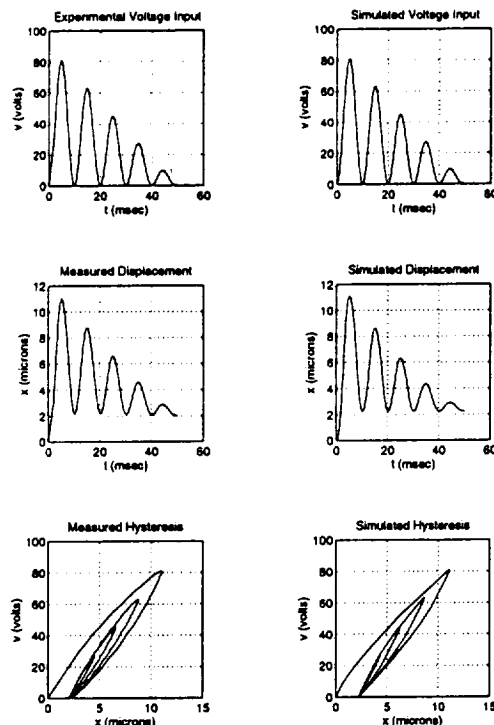 Experimental Voltage Input
Simulated Voltage Input
100
80
60
40
20
0
v (volts)
0 20 40 60
t (msec)
100
80
60
40
20
0
v (volts)
0 20 40 60
t (msec)
Measured Displacement
Simulated Displacement
12
10
8
6
4
2
0
x (microns)
0 20 40 60
t (msec)
12
10
8
6
4
2
0
x (microns)
0 20 40 60
t (msec)
Measured Hysteresis
Simulated Hysteresis
100
80
60
40
20
0
v (volts)
0 5 10 15
x (microns)
100
80
60
40
20
0
v (volts)
0 5 10 15
x (microns)